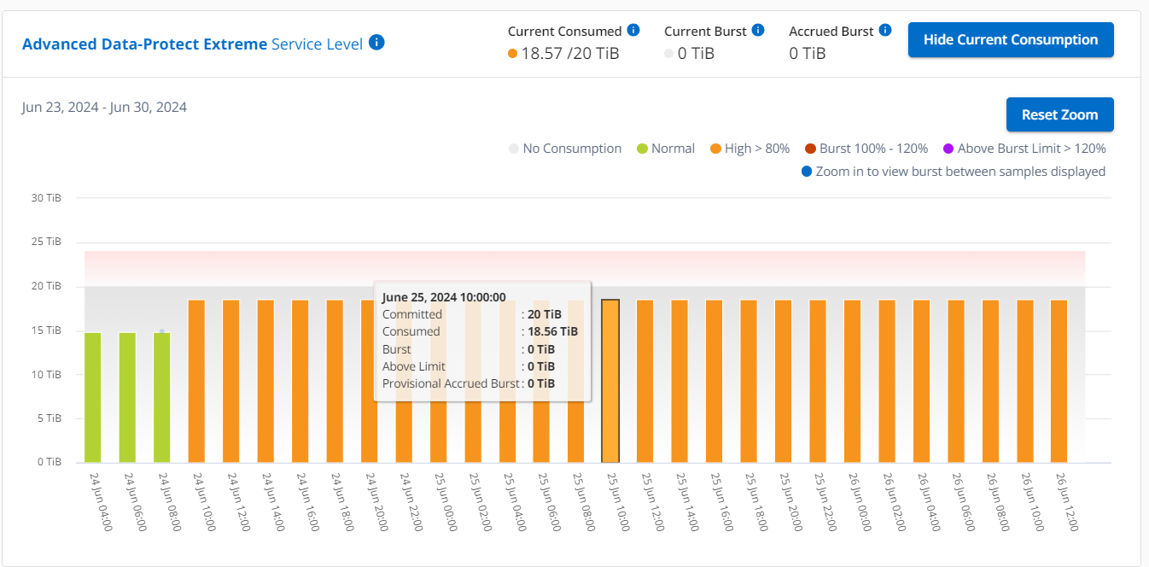 Advanced Data-Protect Extreme Service Level
Current Consumed
18.57 /20 TiB
Current Burst
0 TiB
Accrued Burst
0 TiB
Hide Current Consumption
Jun 23, 2024 - Jun 30, 2024
Reset Zoom
No Consumption
Normal
High > 80%
Burst 100% - 120%
Above Burst Limit > 120%
Zoom in to view burst between samples displayed
30 TiB
25 TiB
20 TiB
15 TiB
10 TiB
5 TiB
0 TiB
June 25, 2024 10:00:00
Committed : 20 TiB
Consumed : 18.56 TiB
Burst : 0 TiB
Above Limit : 0 TiB
Provisional Accrued Burst : 0 TiB
24 Jun 04:00
24 Jun 06:00
24 Jun 08:00
24 Jun 10:00
24 Jun 12:00
24 Jun 14:00
24 Jun 16:00
24 Jun 18:00
24 Jun 20:00
24 Jun 22:00
25 Jun 00:00
25 Jun 02:00
25 Jun 04:00
25 Jun 06:00
25 Jun 08:00
25 Jun 10:00
25 Jun 12:00
25 Jun 14:00
25 Jun 16:00
25 Jun 18:00
25 Jun 20:00
25 Jun 22:00
26 Jun 00:00
26 Jun 02:00
26 Jun 04:00
26 Jun 06:00
26 Jun 08:00
26 Jun 10:00
26 Jun 12:00